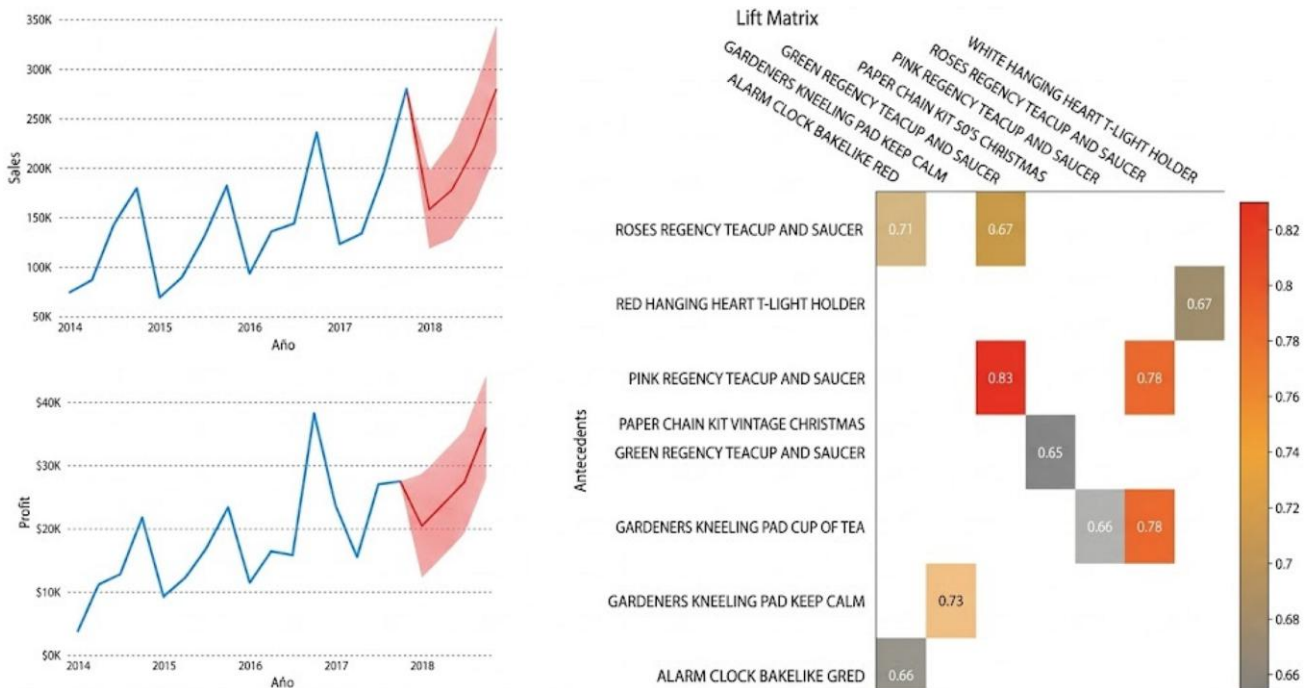 350K
300K
250K
200K
150K
100K
50K
Sales
2014 2015 2016 2017 2018
Año
$40K
$30K
$20K
$10K
$0K
Profit
2014 2015 2016 2017 2018
Año
Lift Matrix
ALARM CLOCK BAKELIKE RED
GARDENERS KNEELING PAD KEEP CALM
GREEN REGENCY TEACUP AND SAUCER
PAPER CHAIN KIT 50'S CHRISTMAS
PINK REGENCY TEACUP AND SAUCER
ROSES REGENCY TEACUP AND SAUCER
WHITE HANGING HEART T-LIGHT HOLDER
Antecedents
ROSES REGENCY TEACUP AND SAUCER 0.71 0.67
RED HANGING HEART T-LIGHT HOLDER 0.67
PINK REGENCY TEACUP AND SAUCER 0.83 0.78
PAPER CHAIN KIT VINTAGE CHRISTMAS
GREEN REGENCY TEACUP AND SAUCER 0.65
GARDENERS KNEELING PAD CUP OF TEA 0.66 0.78
GARDENERS KNEELING PAD KEEP CALM 0.73
ALARM CLOCK BAKELIKE GRED 0.66
0.82
0.8
0.78
0.76
0.74
0.72
0.7
0.68
0.66